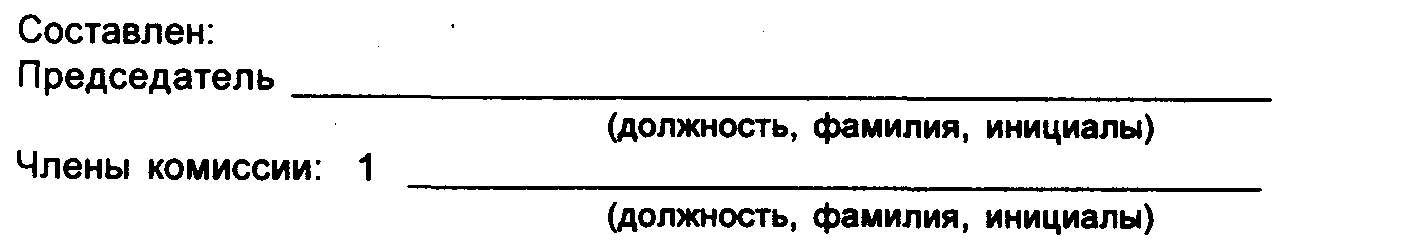 Составлен:
Председатель
(должность, фамилия, инициалы)
Члены комиссии: 1
(должность, фамилия, инициалы)